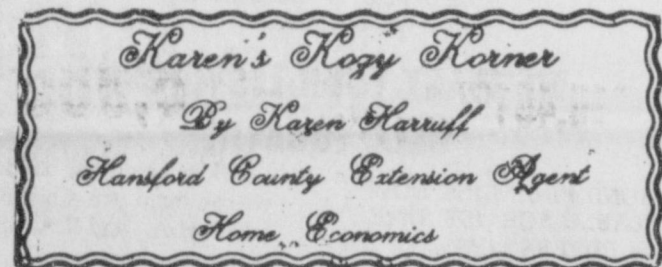 Karen's Kozy Korner
By Karen Harruff
Hansford County Extension Agent
Home Economics